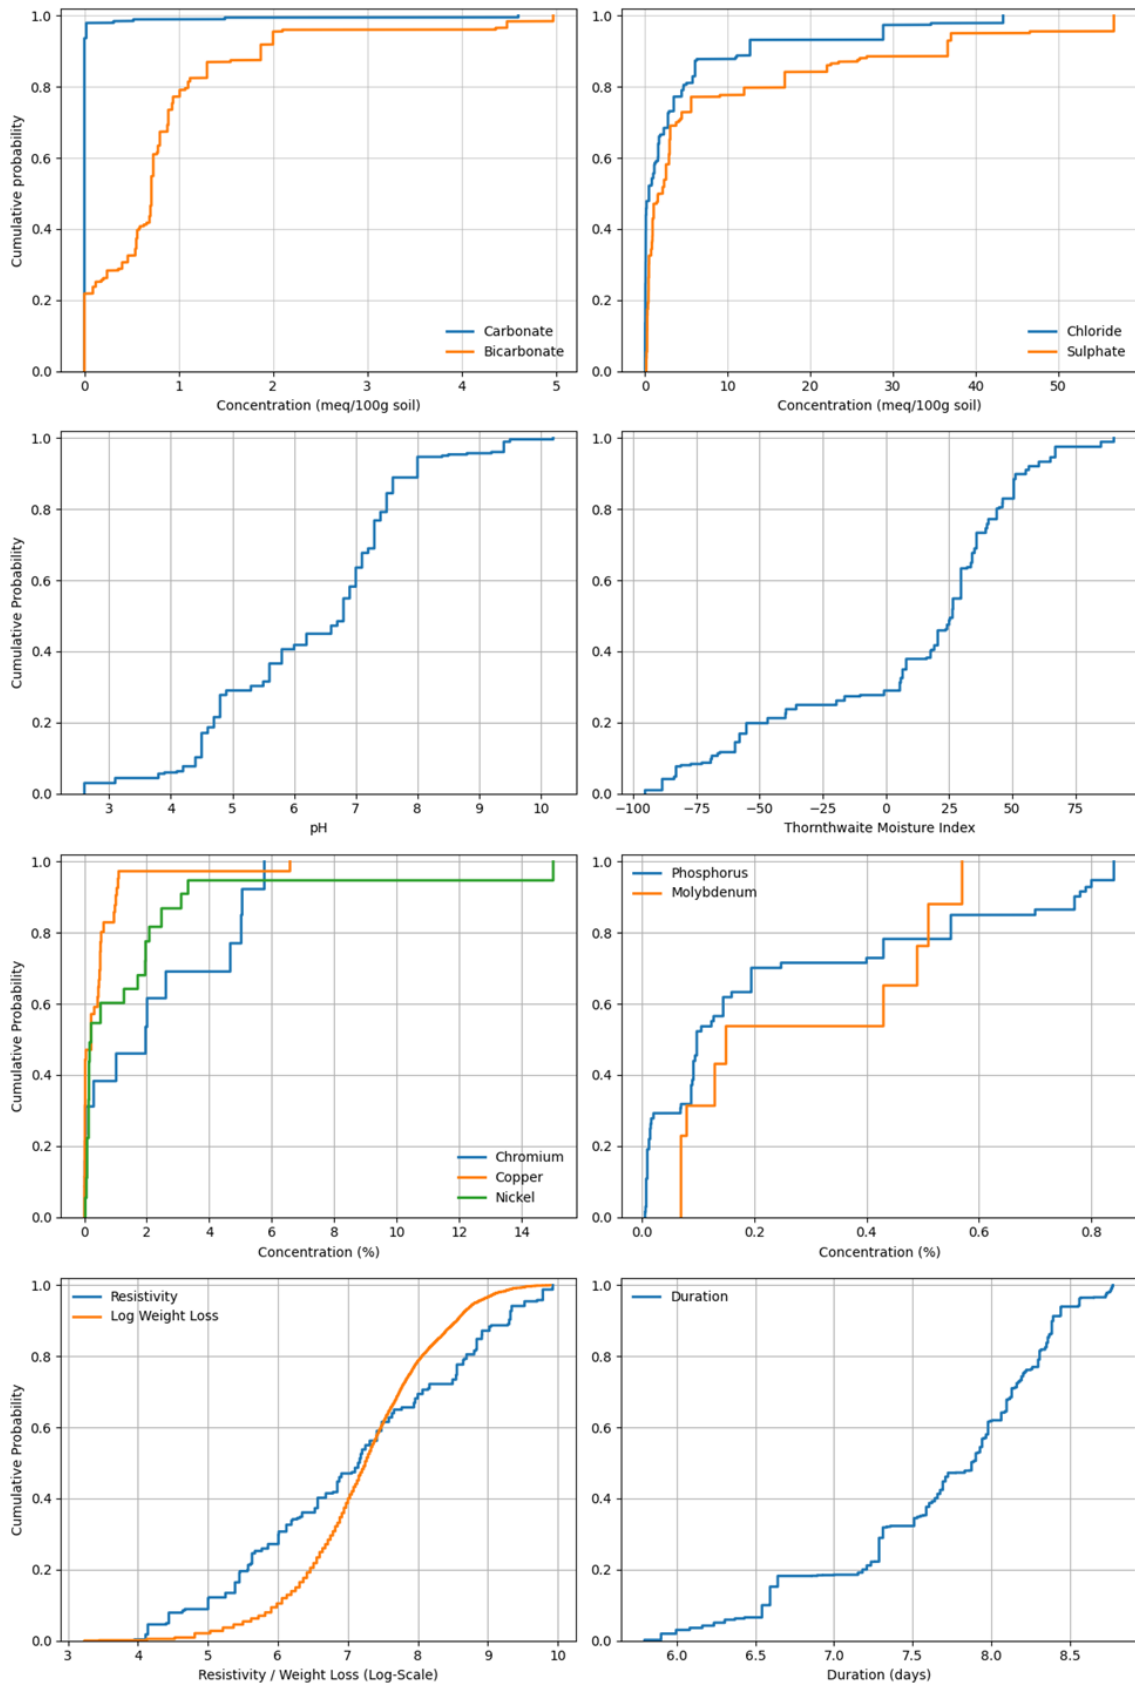 1.0
0.8
0.6
0.4
0.2
0.0
Cumulative probability
0 1 2 3 4 5
Concentration (meq/100g soil)
Carbonate
Bicarbonate
1.0
0.8
0.6
0.4
0.2
0.0
0 10 20 30 40 50
Concentration (meq/100g soil)
Chloride
Sulphate
1.0
0.8
0.6
0.4
0.2
0.0
Cumulative Probability
3 4 5 6 7 8 9 10
pH
1.0
0.8
0.6
0.4
0.2
0.0
−100 −75 −50 −25 0 25 50 75
Thornthwaite Moisture Index
1.0
0.8
0.6
0.4
0.2
0.0
Cumulative Probability
0 2 4 6 8 10 12 14
Concentration (%)
Chromium
Copper
Nickel
1.0
0.8
0.6
0.4
0.2
0.0
0.0 0.2 0.4 0.6 0.8
Concentration (%)
Phosphorus
Molybdenum
1.0
0.8
0.6
0.4
0.2
0.0
Cumulative Probability
3 4 5 6 7 8 9 10
Resistivity / Weight Loss (Log-Scale)
Resistivity
Log Weight Loss
1.0
0.8
0.6
0.4
0.2
0.0
6.0 6.5 7.0 7.5 8.0 8.5
Duration (days)
Duration